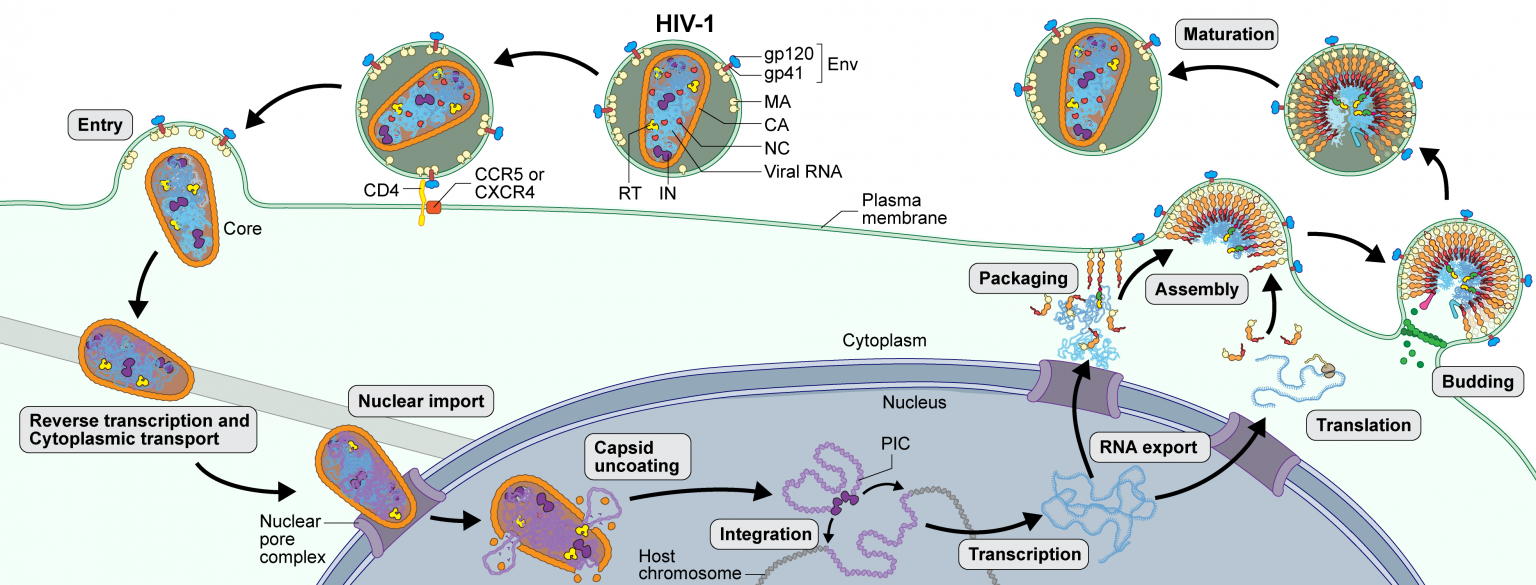 HIV-1
gp120
gp41
Env
MA
CA
NC
Viral RNA
RT
IN
CD4
CCR5 or
CXCR4
Entry
Core
Plasma
membrane
Reverse transcription and
Cytoplasmic transport
Nuclear import
Nuclear
pore
complex
Capsid
uncoating
Cytoplasm
Nucleus
PIC
Integration
Host
chromosome
Transcription
RNA export
Translation
Packaging
Assembly
Budding
Maturation